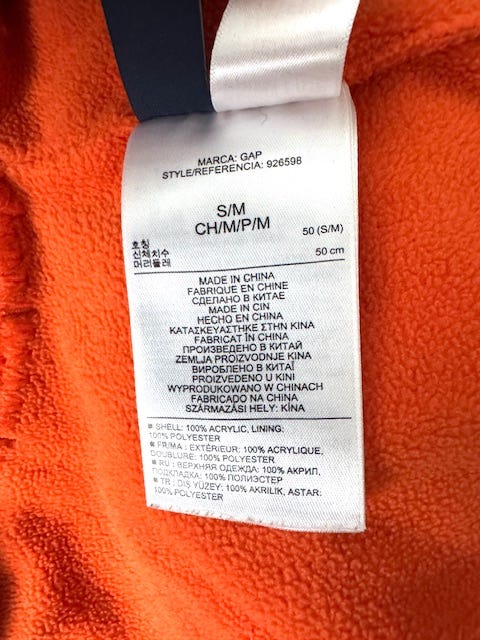 MARCA: GAP
STYLE/REFERENCIA: 926598
S/M
CH/M/P/M
50 (S/M)
호칭
신체치수
머리둘레
50 cm
MADE IN CHINA
FABRIQUE EN CHINE
СДЕЛАНО В КИТАЕ
MADE IN CIN
HECHO EN CHINA
ΚΑΤΑΣΚΕΥΑΣΤΗΚΕ ΣΤΗΝ ΚΙΝΑ
FABRICAT ÎN CHINA
ПРОИЗВЕДЕНО В КИТАЙ
ZEMLJA PROIZVODNJE KINA
ВИРОБЛЕНО В КИТАЇ
PROIZVEDENO U KINI
WYPRODUKOWANO W CHINACH
FABRICADO NA CHINA
SZÁRMAZÁSI HELY: KÍNA
■ SHELL: 100% ACRYLIC, LINING:
100% POLYESTER
■ FR/MA : EXTÉRIEUR: 100% ACRYLIQUE,
DOUBLURE: 100% POLYESTER
■ RU : ВЕРХНЯЯ ОДЕЖДА: 100% АКРИЛ,
ПОДКЛАДКА: 100% ПОЛИЭСТЕР
■ TR : DIŞ YÜZEY: 100% AKRILIK, ASTAR:
100% POLYESTER